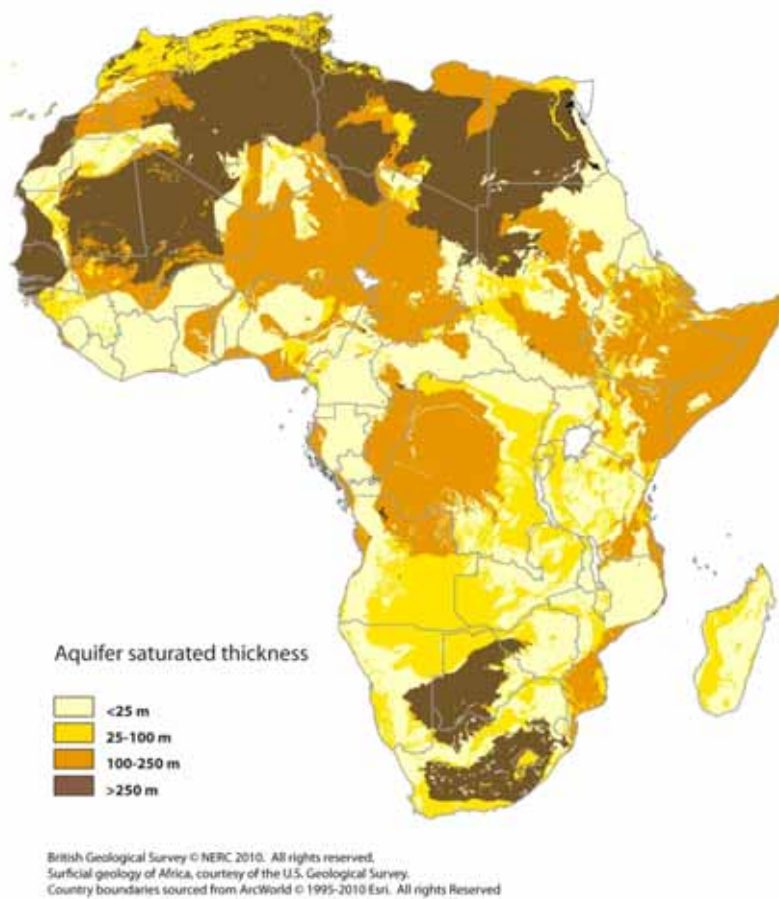 Aquifer saturated thickness
<25 m
25-100 m
100-250 m
>250 m
British Geological Survey © NERC 2010. All rights reserved.
Surficial geology of Africa, courtesy of the U.S. Geological Survey.
Country boundaries sourced from ArcWorld © 1995-2010 Esri. All rights Reserved